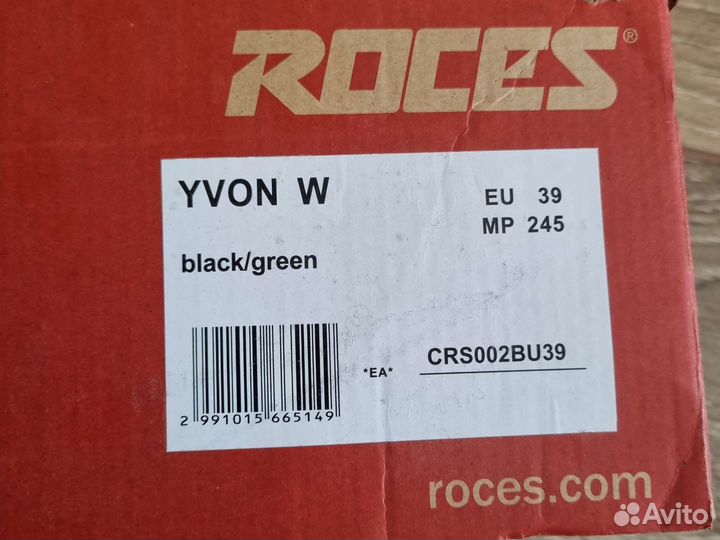 ROCES®
YVON W
EU 39
MP 245
black/green
*EA*
CRS002BU39
2 991015 665149
roces.com
Avito